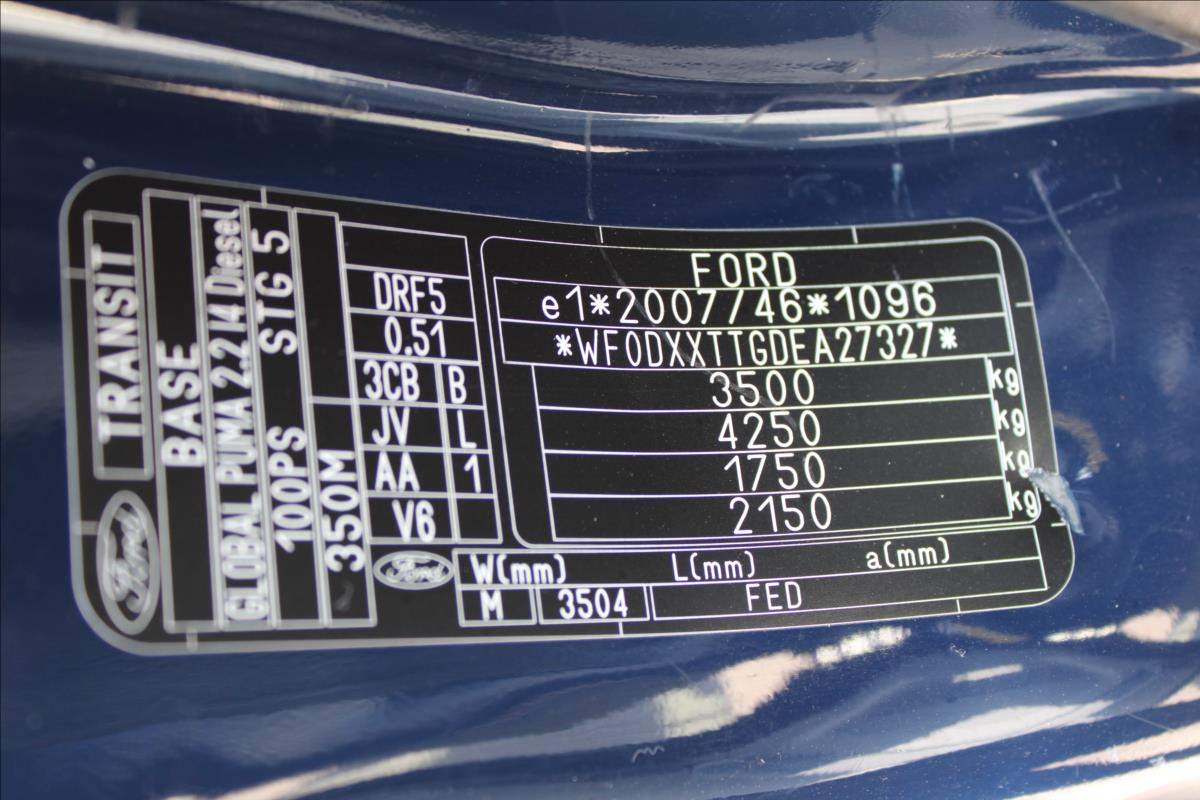 TRANSIT
BASE
GLOBAL PUMA 2.2 I4 Diesel
100PS STG 5
350M
DRF5
0.51
3CB B
JV L
AA 1
V6
FORD
e1*2007/46*1096
*WF0DXXTTGDEA27327*
3500 kg
4250 kg
1750 kg
2150 kg
Ford
Ford
W(mm) L(mm) a(mm)
M 3504 FED